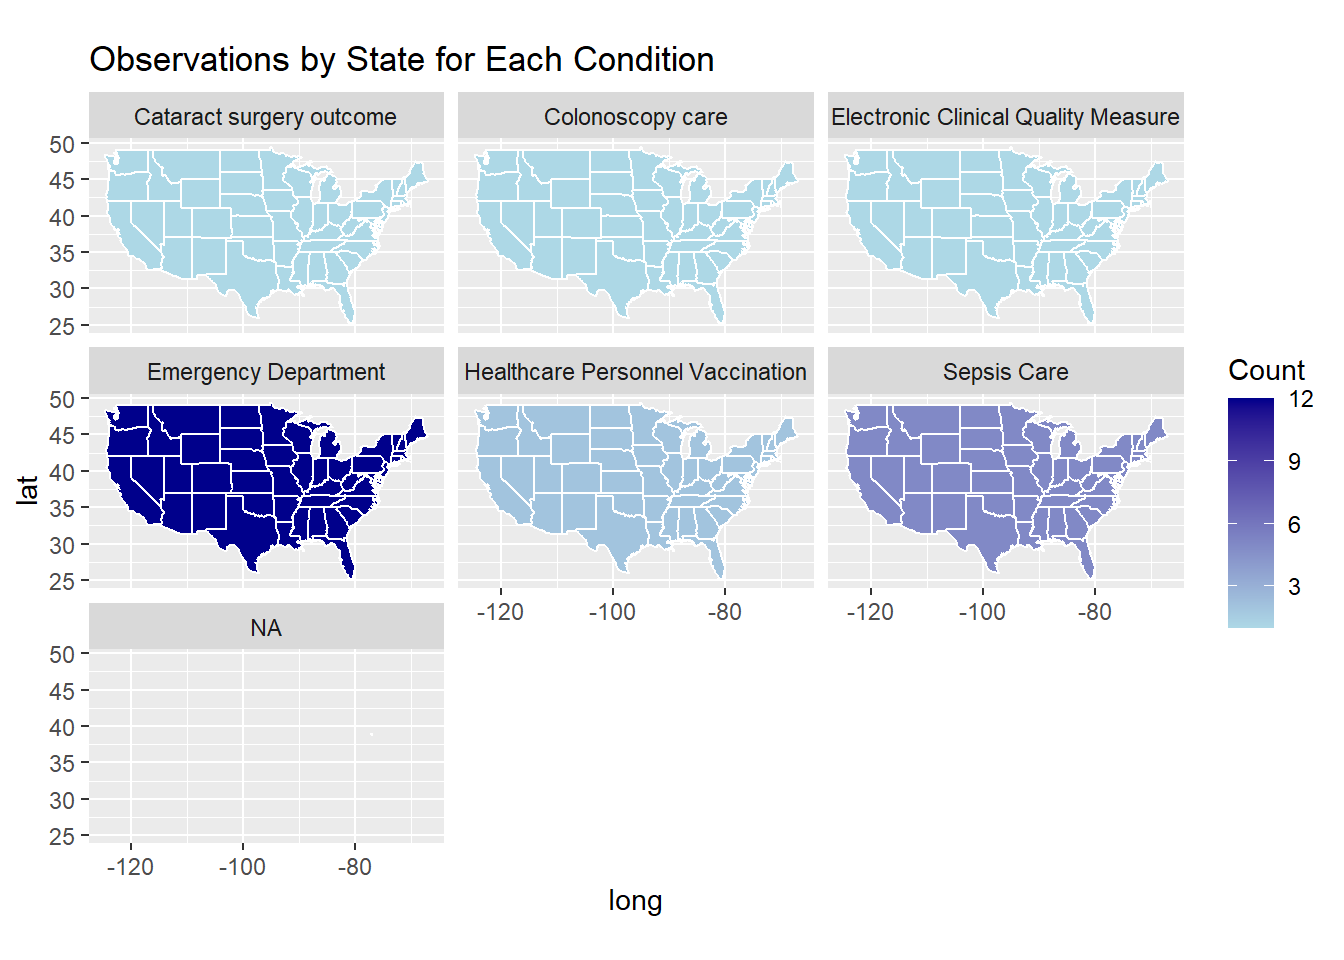 Observations by State for Each Condition
Cataract surgery outcome
Colonoscopy care
Electronic Clinical Quality Measure
50
45
40
35
30
25
Emergency Department
Healthcare Personnel Vaccination
Sepsis Care
50
45
40
35
30
25
-120
-100
-80
-120
-100
-80
NA
50
45
40
35
30
25
-120
-100
-80
lat
long
Count
12
9
6
3